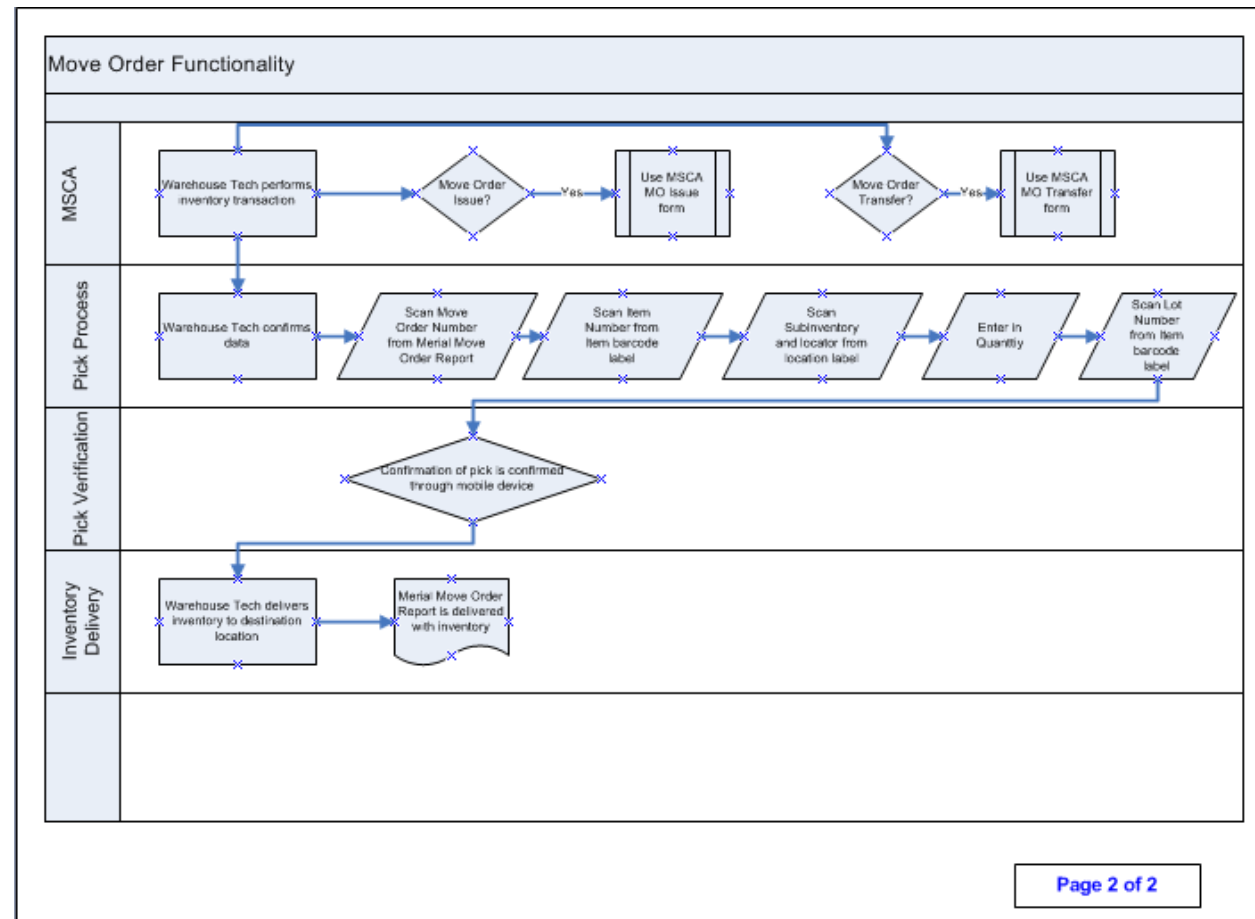 Move Order Functionality
MSCA
Warehouse Tech performs
inventory transaction
Move Order
Issue?
Yes
Use MSCA
MO Issue
form
Move Order
Transfer?
Yes
Use MSCA
MO Transfer
form
Pick Process
Warehouse Tech confirms
data
Scan Move
Order Number
from Merial Move
Order Report
Scan Item
Number from
Item barcode
label
Scan
Subinventory
and locator from
location label
Enter in
Quanttiy
Scan Lot
Number
from Item
barcode
label
Pick Verification
Confirmation of pick is confirmed
through mobile device
Inventory
Delivery
Warehouse Tech delivers
inventory to destination
location
Merial Move Order
Report is delivered
with inventory
Page 2 of 2